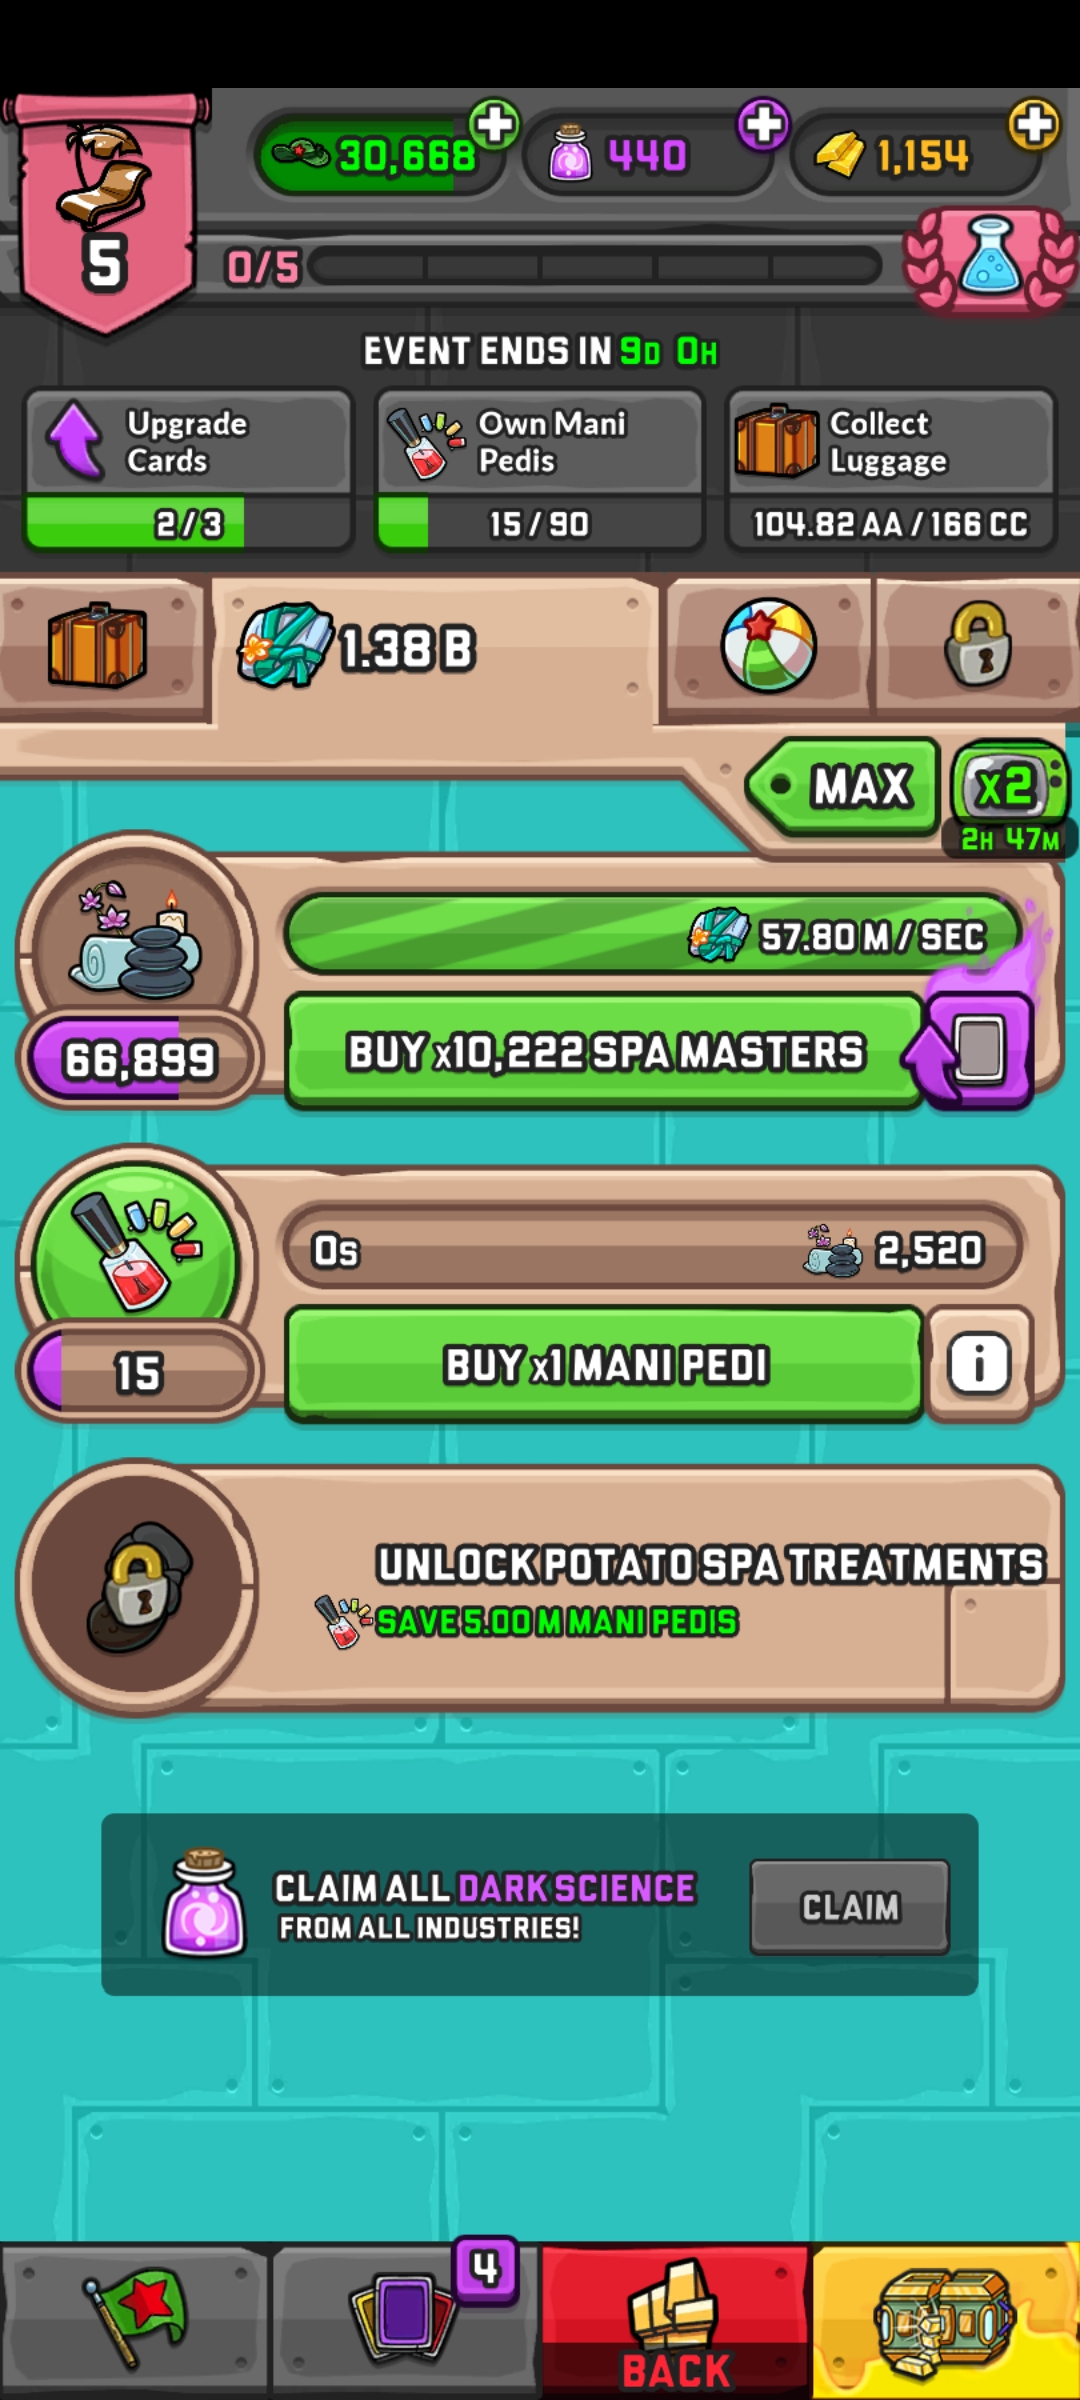 30,668
440
1,154
5
0/5
EVENT ENDS IN 9D 0H
Upgrade Cards
2/3
Own Mani Pedis
15/90
Collect Luggage
104.82 AA / 166 CC
1.38 B
MAX
x2
2H 47M
57.80 M / SEC
66,899
BUY x10,222 SPA MASTERS
0s
2,520
15
BUY x1 MANI PEDI
i
UNLOCK POTATO SPA TREATMENTS
SAVE 5.00 M MANI PEDIS
CLAIM ALL DARK SCIENCE
FROM ALL INDUSTRIES!
CLAIM
4
BACK